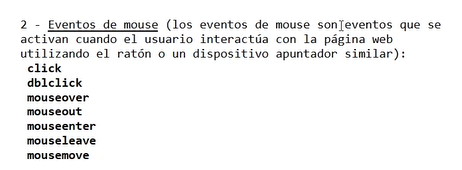 2 - Eventos de mouse (los eventos de mouse son eventos que se
activan cuando el usuario interactúa con la página web
utilizando el ratón o un dispositivo apuntador similar):
click
dblclick
mouseover
mouseout
mouseenter
mouseleave
mousemove